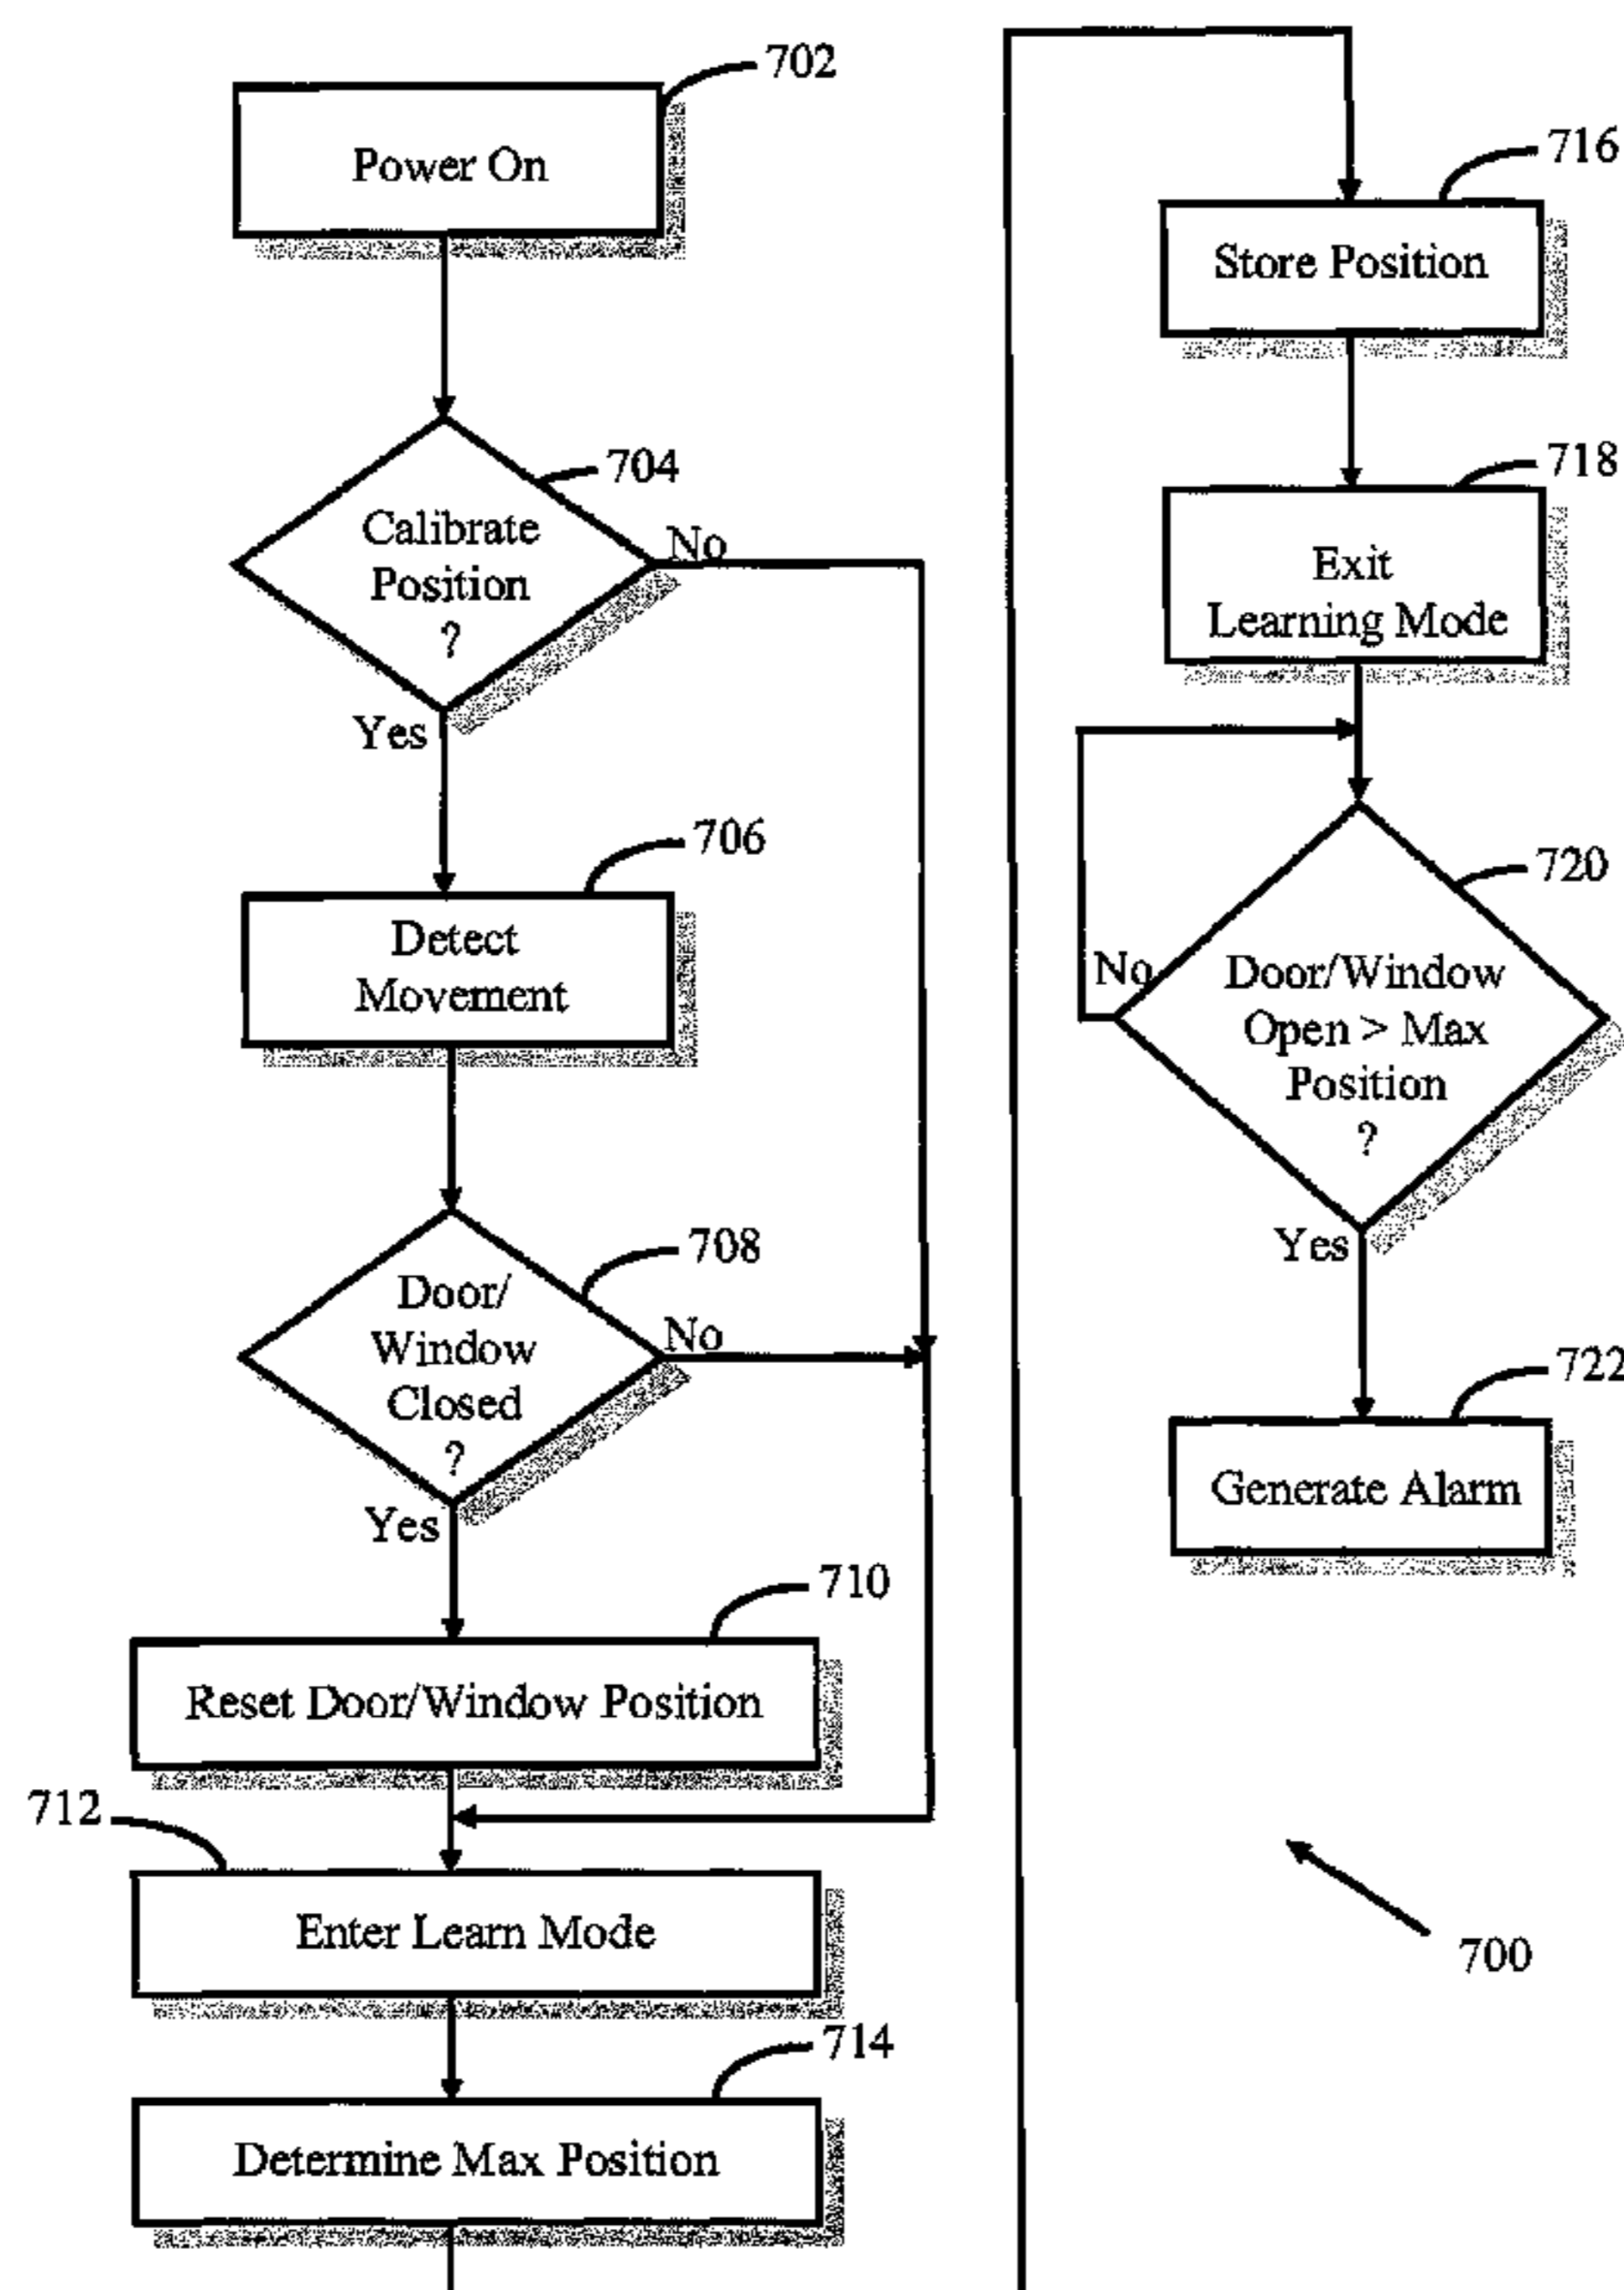 702
Power On
704
Calibrate
Position
?
No
Yes
706
Detect
Movement
708
Door/
Window
Closed
?
No
Yes
710
Reset Door/Window Position
712
Enter Learn Mode
714
Determine Max Position
716
Store Position
718
Exit
Learning Mode
720
No
Door/Window
Open > Max
Position
?
Yes
722
Generate Alarm
700